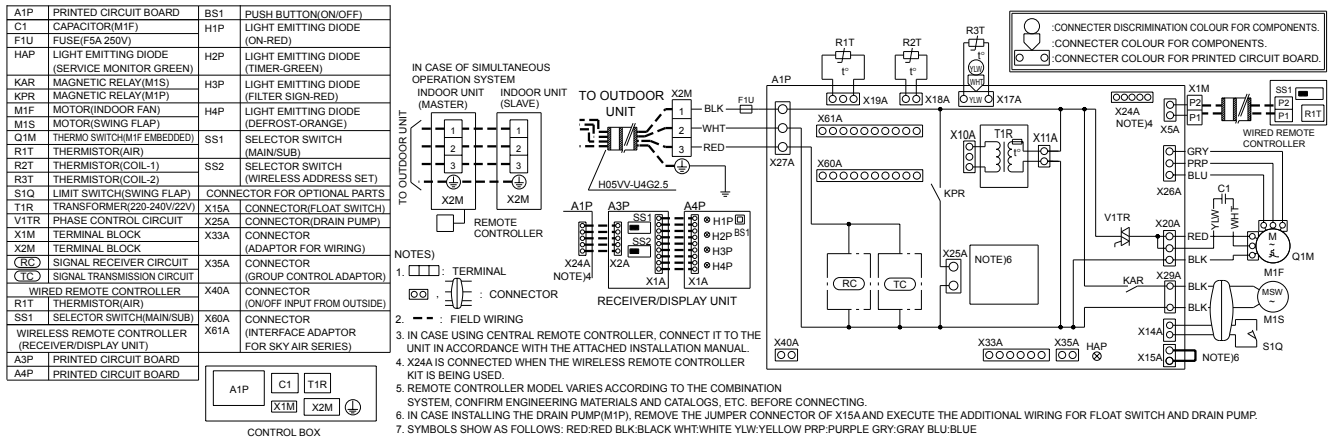 A1P PRINTED CIRCUIT BOARD
C1 CAPACITOR(M1F)
F1U FUSE(F5A 250V)
HAP LIGHT EMITTING DIODE
(SERVICE MONITOR GREEN)
KAR MAGNETIC RELAY(M1S)
KPR MAGNETIC RELAY(M1P)
M1F MOTOR(INDOOR FAN)
M1S MOTOR(SWING FLAP)
Q1M THERMO SWITCH(M1F EMBEDDED)
R1T THERMISTOR(AIR)
R2T THERMISTOR(COIL-1)
R3T THERMISTOR(COIL-2)
S1Q LIMIT SWITCH(SWING FLAP)
T1R TRANSFORMER(220-240V/22V)
V1TR PHASE CONTROL CIRCUIT
X1M TERMINAL BLOCK
X2M TERMINAL BLOCK
RC SIGNAL RECEIVER CIRCUIT
TC SIGNAL TRANSMISSION CIRCUIT
WIRED REMOTE CONTROLLER
R1T THERMISTOR(AIR)
SS1 SELECTOR SWITCH(MAIN/SUB)
WIRELESS REMOTE CONTROLLER
(RECEIVER/DISPLAY UNIT)
A3P PRINTED CIRCUIT BOARD
A4P PRINTED CIRCUIT BOARD
BS1 PUSH BUTTON(ON/OFF)
H1P LIGHT EMITTING DIODE
(ON-RED)
H2P LIGHT EMITTING DIODE
(TIMER-GREEN)
H3P LIGHT EMITTING DIODE
(FILTER SIGN-RED)
H4P LIGHT EMITTING DIODE
(DEFROST-ORANGE)
SS1 SELECTOR SWITCH
(MAIN/SUB)
SS2 SELECTOR SWITCH
(WIRELESS ADDRESS SET)
CONNECTOR FOR OPTIONAL PARTS
X15A CONNECTOR(FLOAT SWITCH)
X25A CONNECTOR(DRAIN PUMP)
X33A CONNECTOR
(ADAPTOR FOR WIRING)
X35A CONNECTOR
(GROUP CONTROL ADAPTOR)
X40A CONNECTOR
(ON/OFF INPUT FROM OUTSIDE)
X60A CONNECTOR
X61A (INTERFACE ADAPTOR
FOR SKY AIR SERIES)
A1P C1 T1R
X1M X2M
CONTROL BOX
IN CASE OF SIMULTANEOUS
OPERATION SYSTEM
INDOOR UNIT INDOOR UNIT
(MASTER) (SLAVE)
TO OUTDOOR UNIT
1 1
2 2
3 3
X2M X2M
REMOTE
CONTROLLER
TO OUTDOOR
UNIT
X2M
1 BLK F1U
2 WHT
3 RED
X27A
H05VV-U4G2.5
A1P A3P A4P
SS1 H1P
BS1
SS2 H2P
H3P
H4P
X24A X2A X1A X1A
NOTE)4
RECEIVER/DISPLAY UNIT
R1T R2T R3T
t° t° t°
YLW
WHT
YLW
A1P X19A X18A X17A
X61A
X60A
X10A T1R X11A
t°
KPR
X25A NOTE)6
RC TC
X40A X33A X35A HAP
:CONNECTER DISCRIMINATION COLOUR FOR COMPONENTS.
:CONNECTER COLOUR FOR COMPONENTS.
:CONNECTER COLOUR FOR PRINTED CIRCUIT BOARD.
X24A
NOTE)4
X1M
P2 P2
P1 P1
X5A
SS1
R1T
WIRED REMOTE
CONTROLLER
GRY
PRP
BLU
X26A
C1
YLW WHT
V1TR X20A
RED
BLK
M
~
Q1M
M1F
KAR X29A
BLK
BLK
MSW
~
M1S
X14A
S1Q
X15A NOTE)6
NOTES)
1. : TERMINAL
, : CONNECTOR
2. : FIELD WIRING
3. IN CASE USING CENTRAL REMOTE CONTROLLER, CONNECT IT TO THE
UNIT IN ACCORDANCE WITH THE ATTACHED INSTALLATION MANUAL.
4. X24A IS CONNECTED WHEN THE WIRELESS REMOTE CONTROLLER
KIT IS BEING USED.
5. REMOTE CONTROLLER MODEL VARIES ACCORDING TO THE COMBINATION
SYSTEM, CONFIRM ENGINEERING MATERIALS AND CATALOGS, ETC. BEFORE CONNECTING.
6. IN CASE INSTALLING THE DRAIN PUMP(M1P), REMOVE THE JUMPER CONNECTOR OF X15A AND EXECUTE THE ADDITIONAL WIRING FOR FLOAT SWITCH AND DRAIN PUMP.
7. SYMBOLS SHOW AS FOLLOWS: RED:RED BLK:BLACK WHT:WHITE YLW:YELLOW PRP:PURPLE GRY:GRAY BLU:BLUE